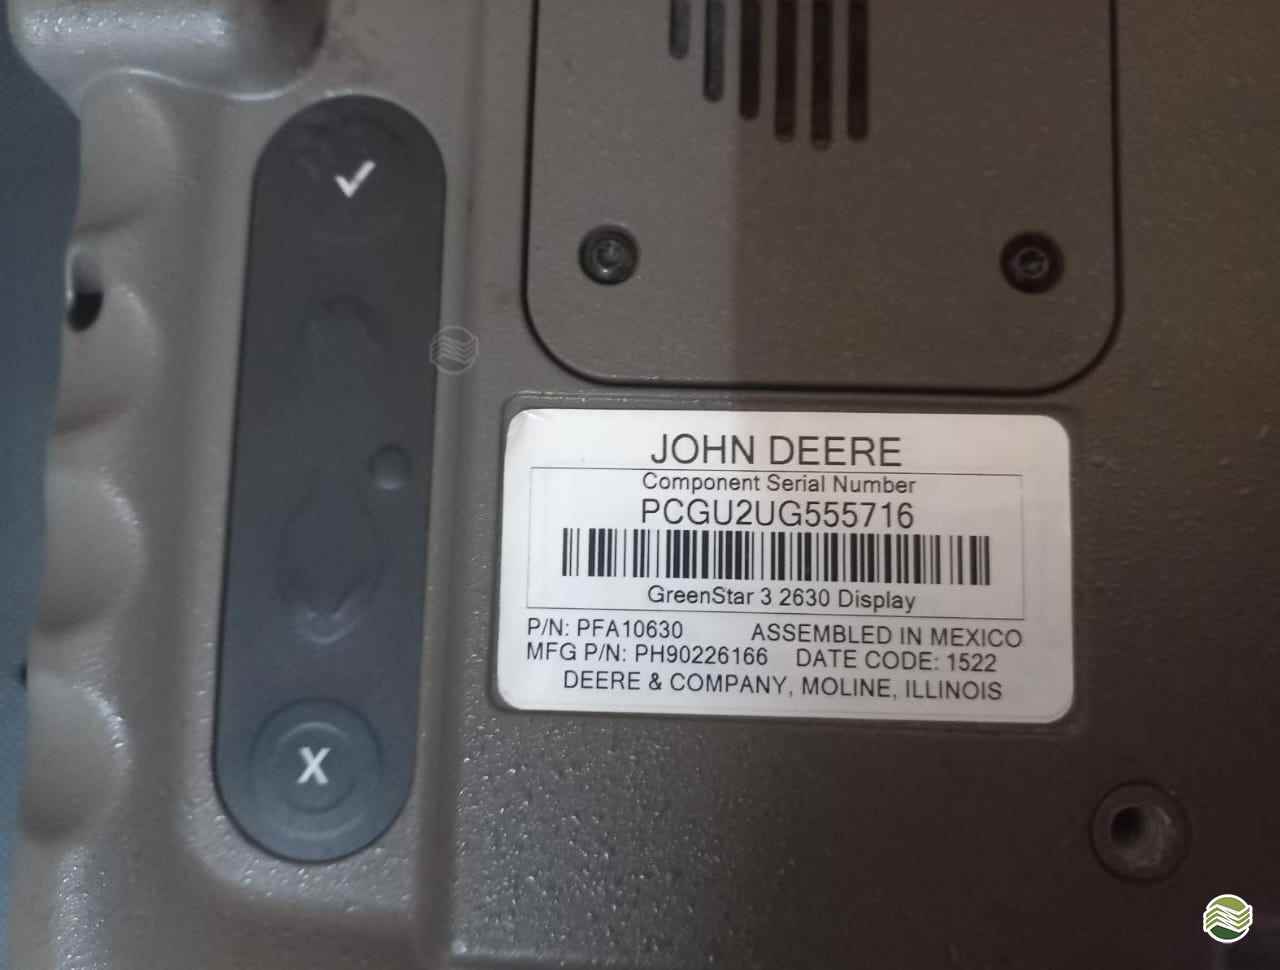 JOHN DEERE
Component Serial Number
PCGU2UG555716
GreenStar 3 2630 Display
P/N: PFA10630 ASSEMBLED IN MEXICO
MFG P/N: PH90226166 DATE CODE: 1522
DEERE & COMPANY, MOLINE, ILLINOIS
X